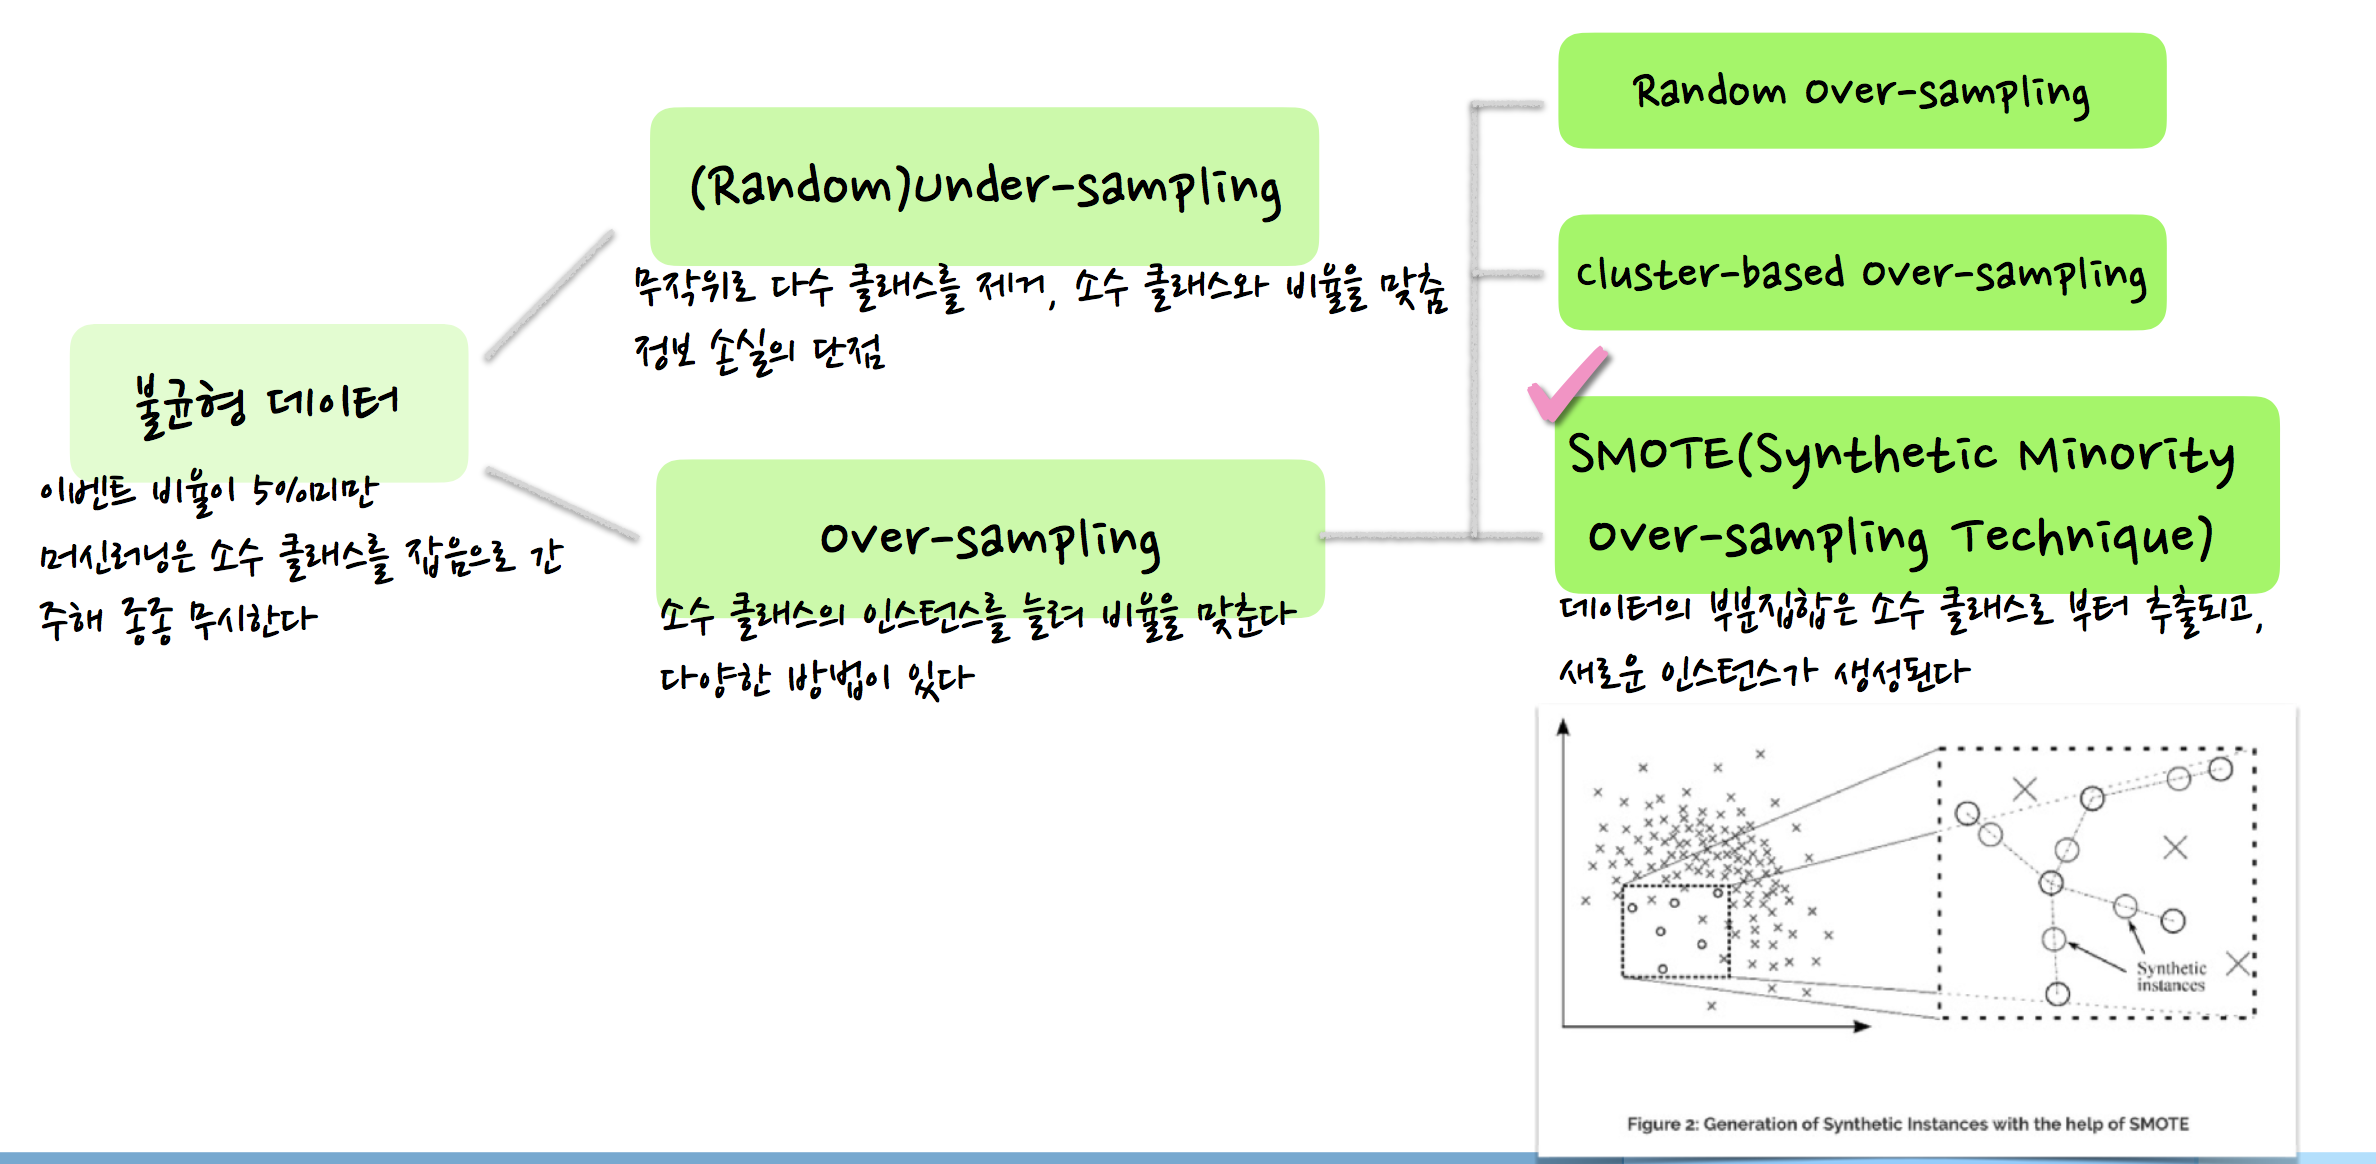 불균형 데이터
이벤트 비율이 5%미만
머신러닝은 소수 클래스를 잡음으로 간
주해 종종 무시한다
(Random)Under-sampling
무작위로 다수 클래스를 제거, 소수 클래스와 비율을 맞춤
정보 손실의 단점
Over-sampling
소수 클래스의 인스턴스를 늘려 비율을 맞춘다
다양한 방법이 있다
Random Over-sampling
Cluster-based Over-sampling
SMOTE(Synthetic Minority
Over-sampling Technique)
데이터의 부분집합은 소수 클래스로 부터 추출되고,
새로운 인스턴스가 생성된다
Synthetic
instances
Figure 2: Generation of Synthetic Instances with the help of SMOTE